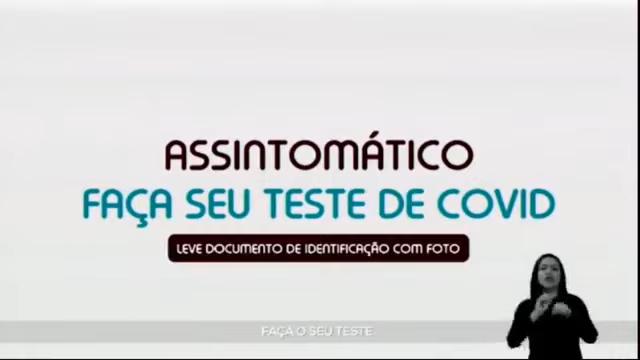 ASSINTOMÁTICO
FAÇA SEU TESTE DE COVID
LEVE DOCUMENTO DE IDENTIFICAÇÃO COM FOTO
FAÇA O SEU TESTE